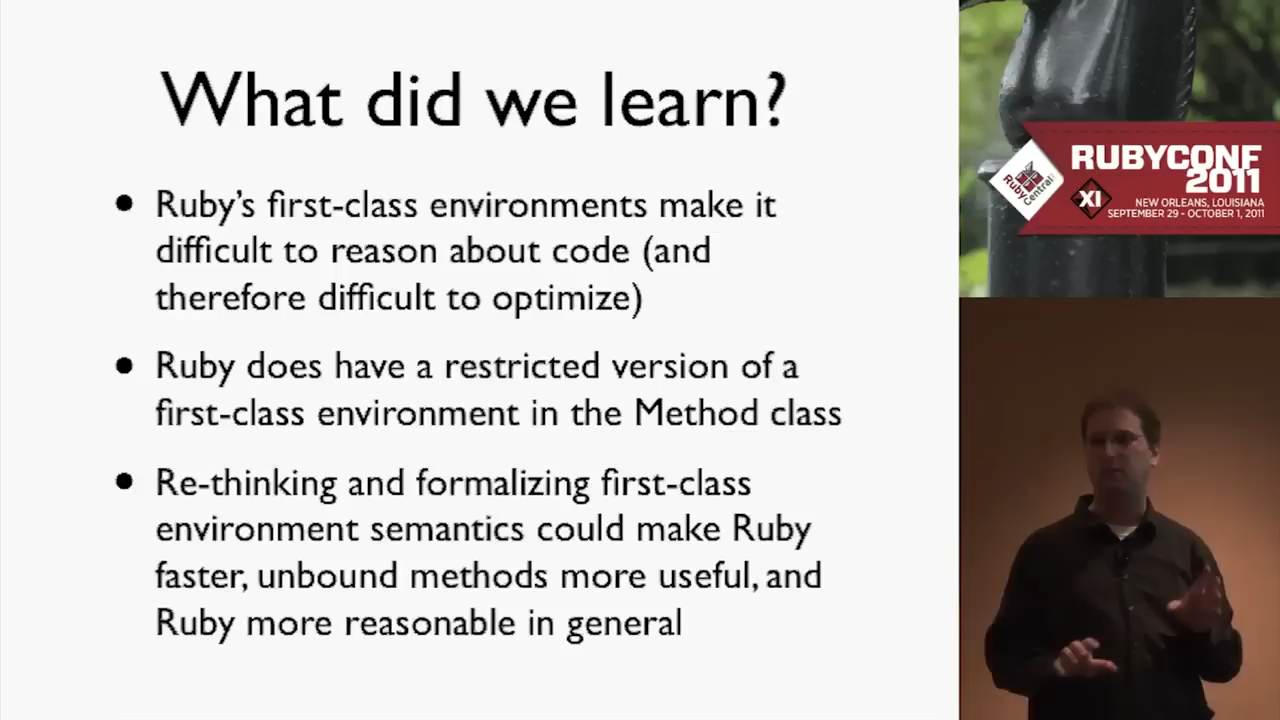 What did we learn?
• Ruby's first-class environments make it
difficult to reason about code (and
therefore difficult to optimize)
• Ruby does have a restricted version of a
first-class environment in the Method class
• Re-thinking and formalizing first-class
environment semantics could make Ruby
faster, unbound methods more useful, and
Ruby more reasonable in general
RubyCentral
XI
RUBYCONF
2011
NEW ORLEANS, LOUISIANA
SEPTEMBER 29 - OCTOBER 1, 2011